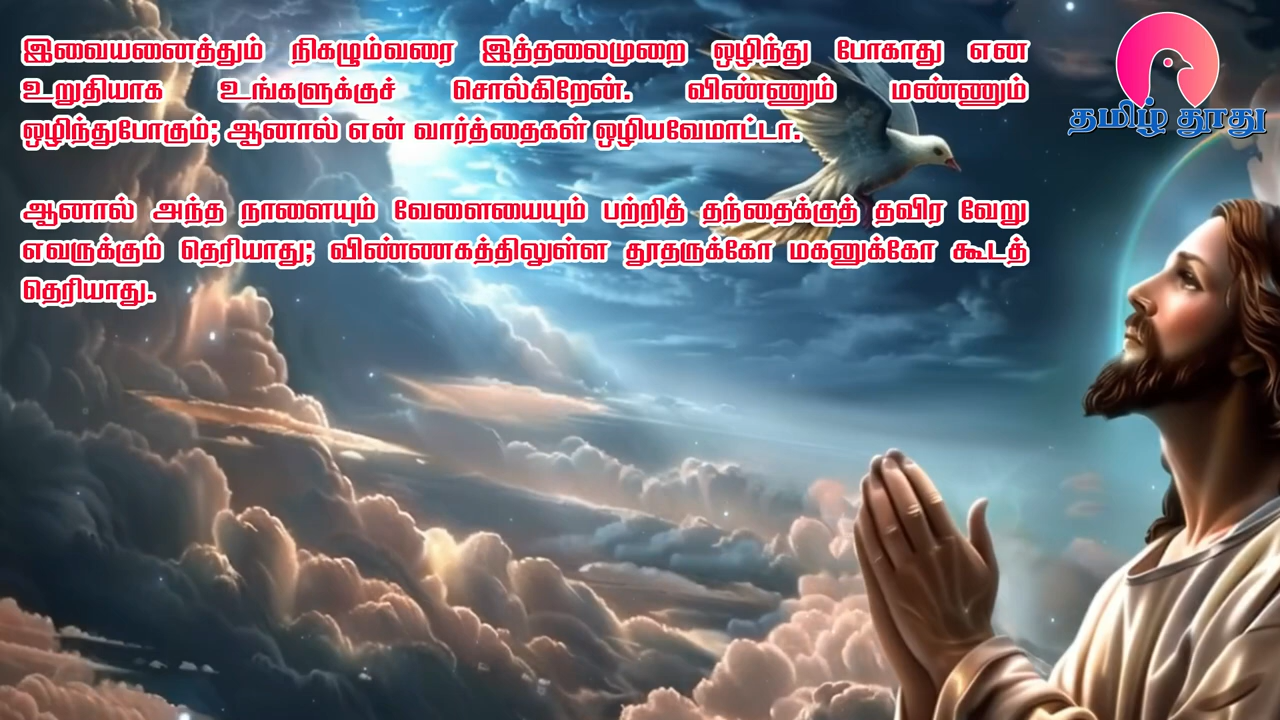 இவையனைத்தும் நிகழும்வரை இத்தலைமுறை ஒழிந்து போகாது என
உறுதியாக உங்களுக்குச் சொல்கிறேன். விண்ணும் மண்ணும்
ஒழிந்துபோகும்; ஆனால் என் வார்த்தைகள் ஒழியவேமாட்டா.
ஆனால் அந்த நாளையும் வேளையையும் பற்றித் தந்தைக்குத் தவிர வேறு
எவருக்கும் தெரியாது; விண்ணகத்திலுள்ள தூதருக்கோ மகனுக்கோ கூடத்
தெரியாது.
தமிழ் தூது